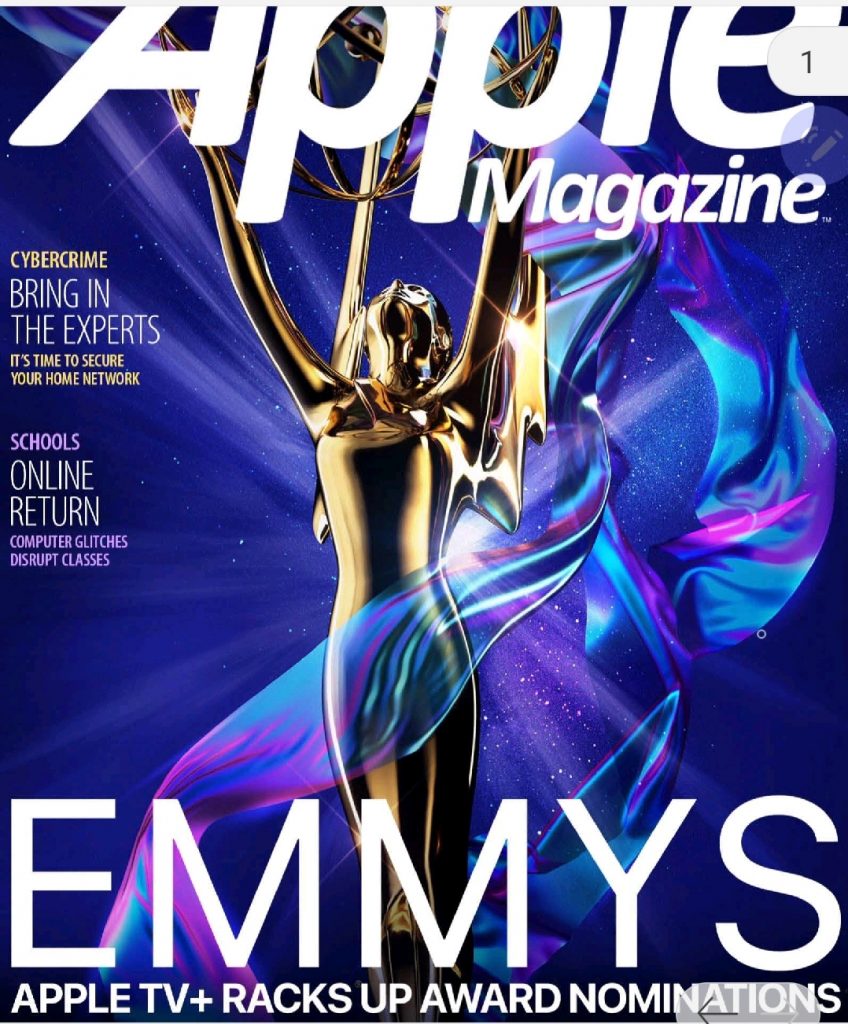 Apple
Magazine™
1
CYBERCRIME
BRING IN
THE EXPERTS
IT'S TIME TO SECURE
YOUR HOME NETWORK
SCHOOLS
ONLINE
RETURN
COMPUTER GLITCHES
DISRUPT CLASSES
EMMYS
APPLE TV+ RACKS UP AWARD NOMINATIONS